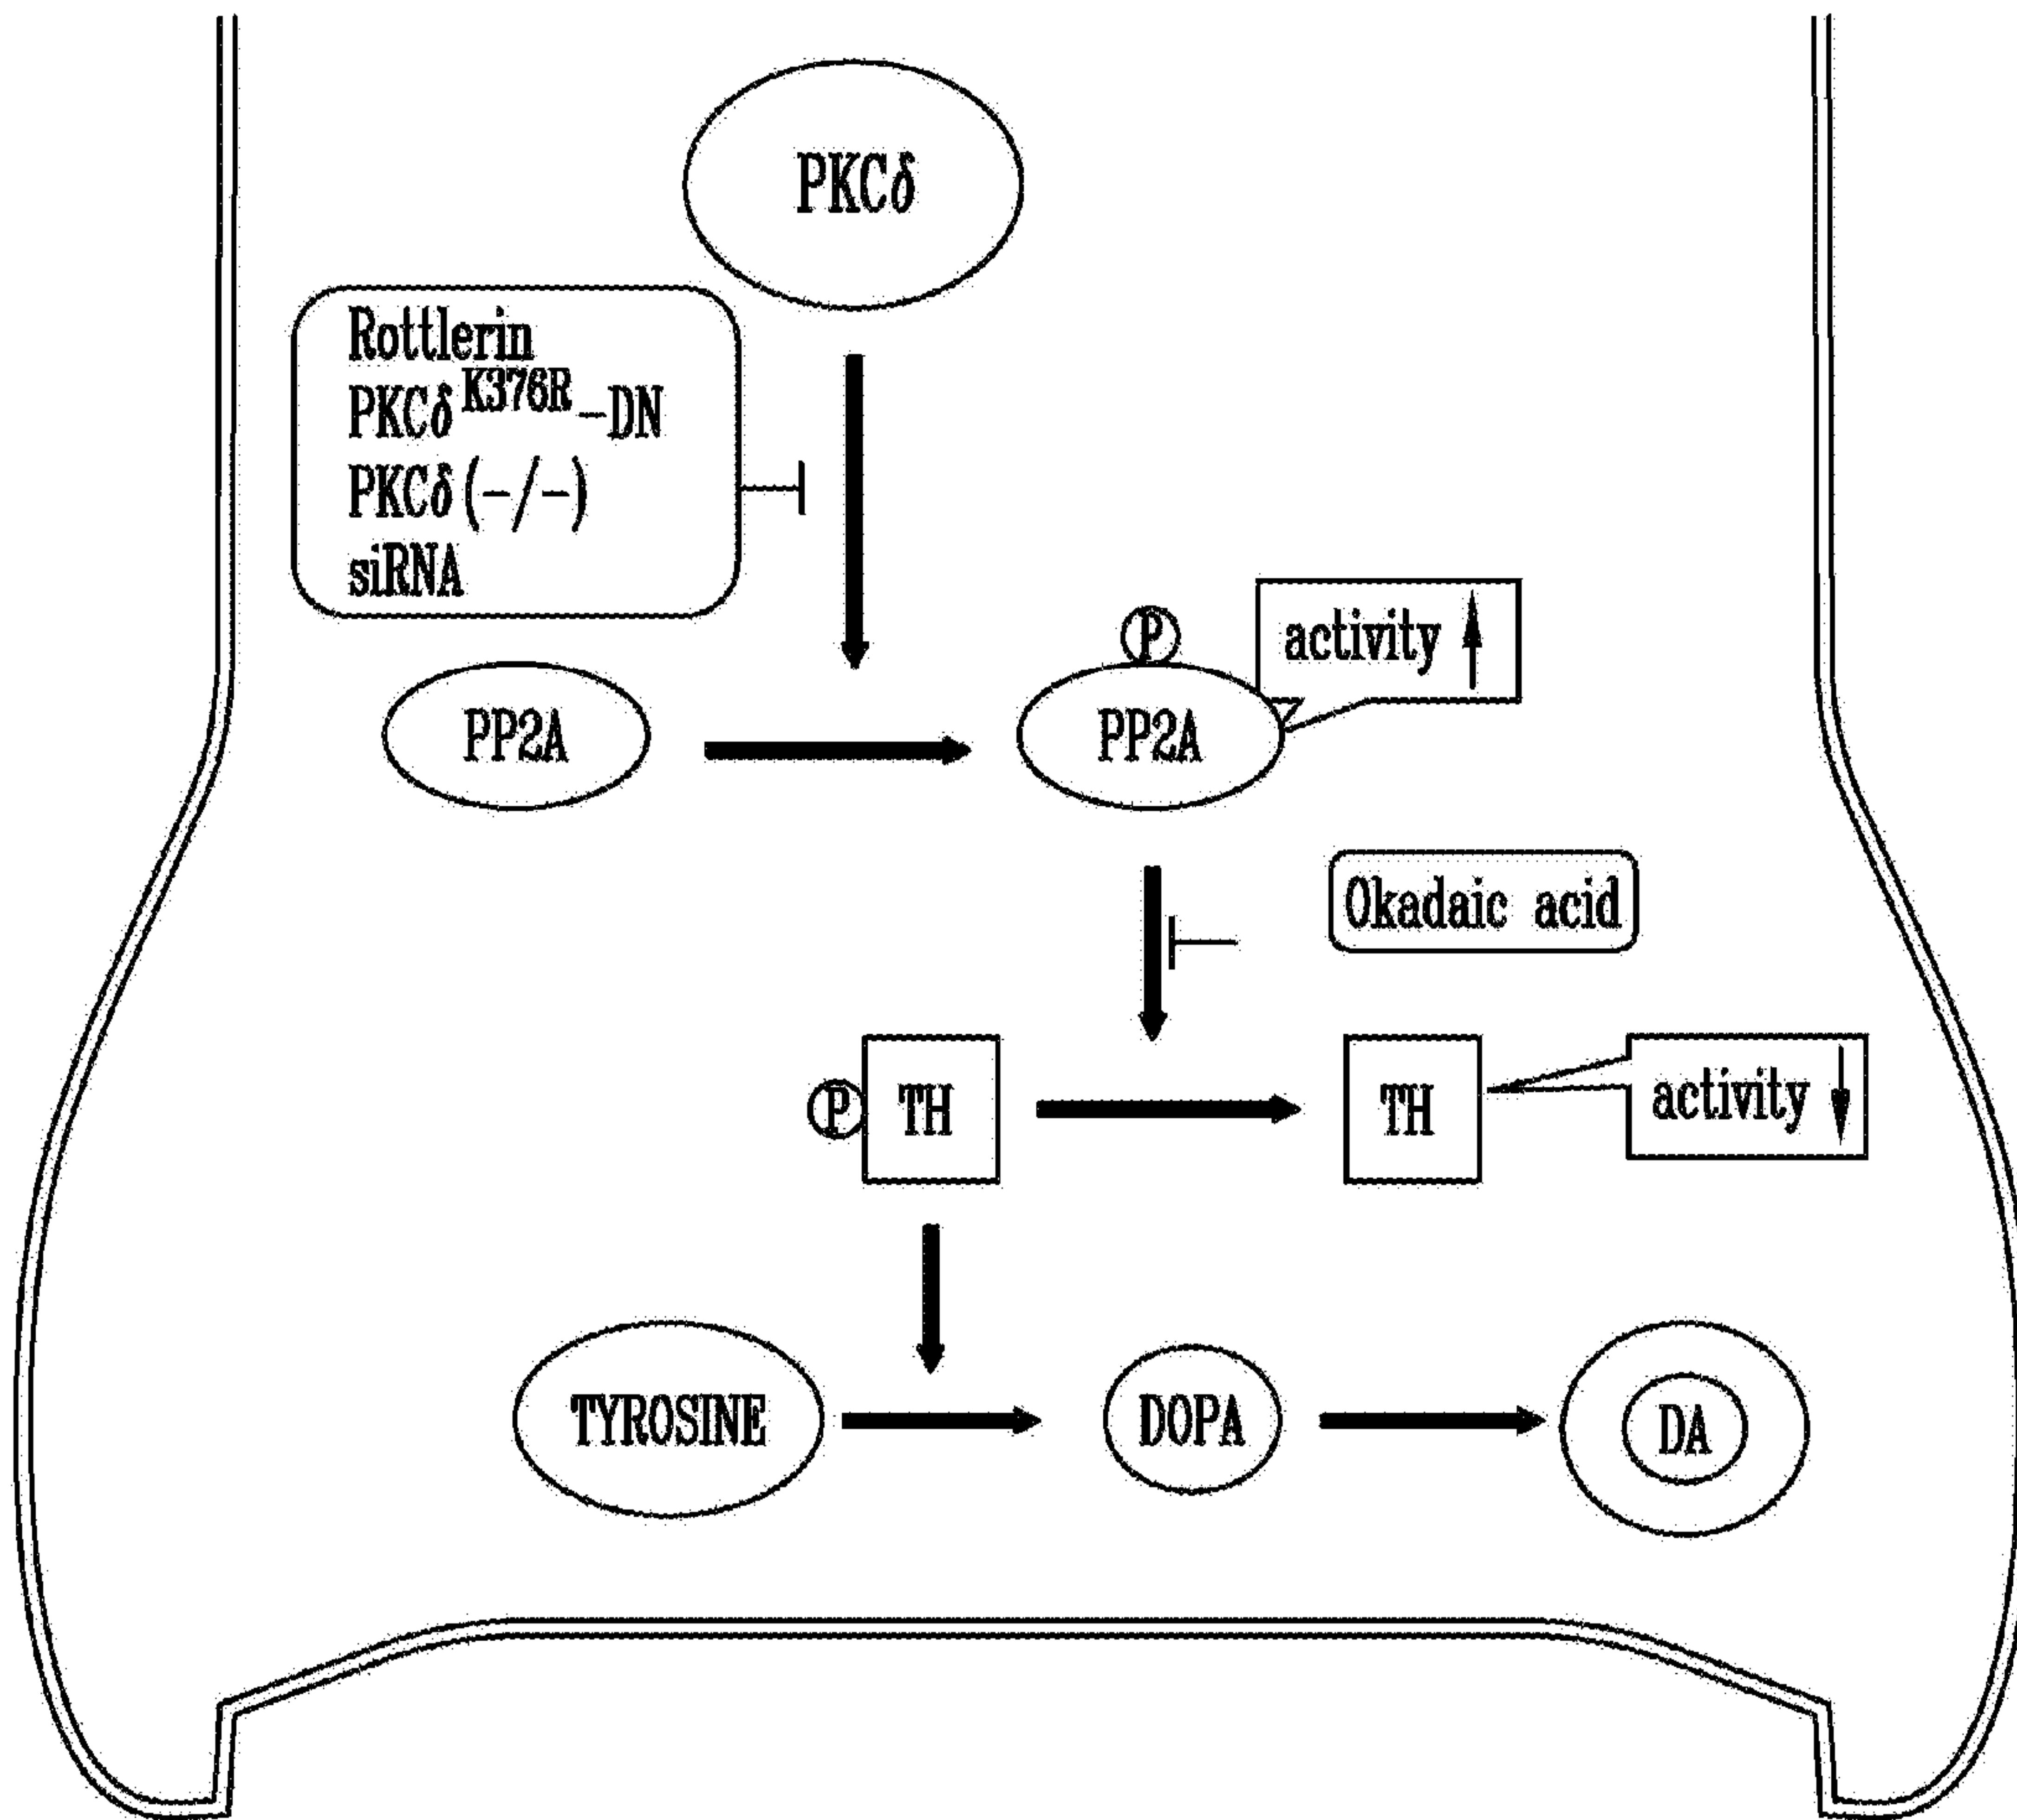 PKCδ
Rottlerin
PKCδ K376R -DN
PKCδ (-/-)
siRNA
P
activity
PP2A
PP2A
Okadaic acid
P
TH
TH
activity
TYROSINE
DOPA
DA